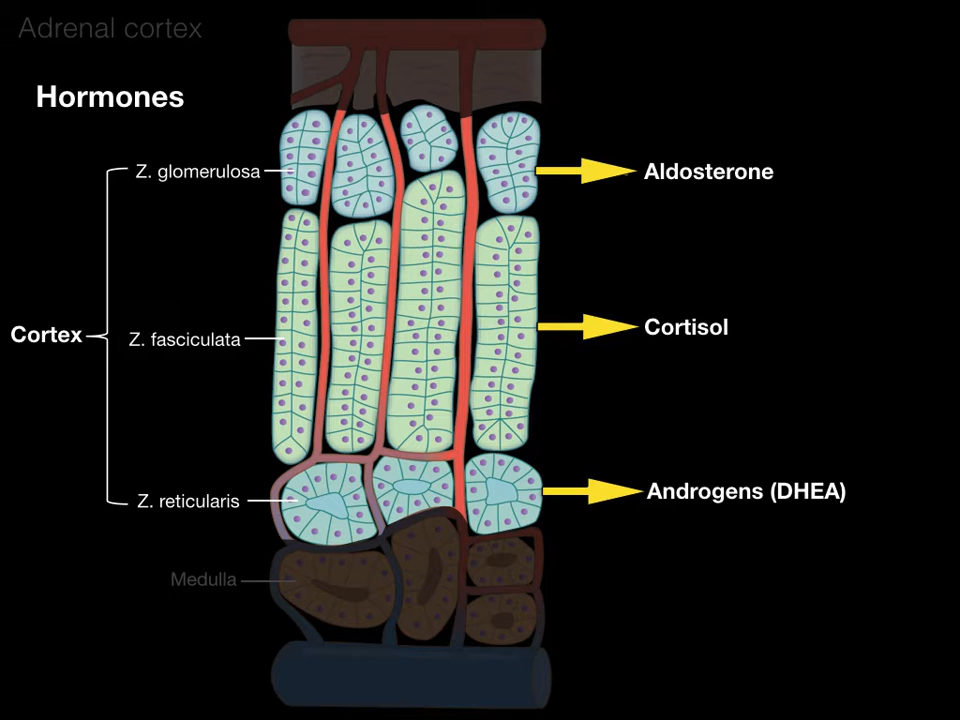 Adrenal cortex
Hormones
Z. glomerulosa
Aldosterone
Cortex
Z. fasciculata
Cortisol
Z. reticularis
Androgens (DHEA)
Medulla